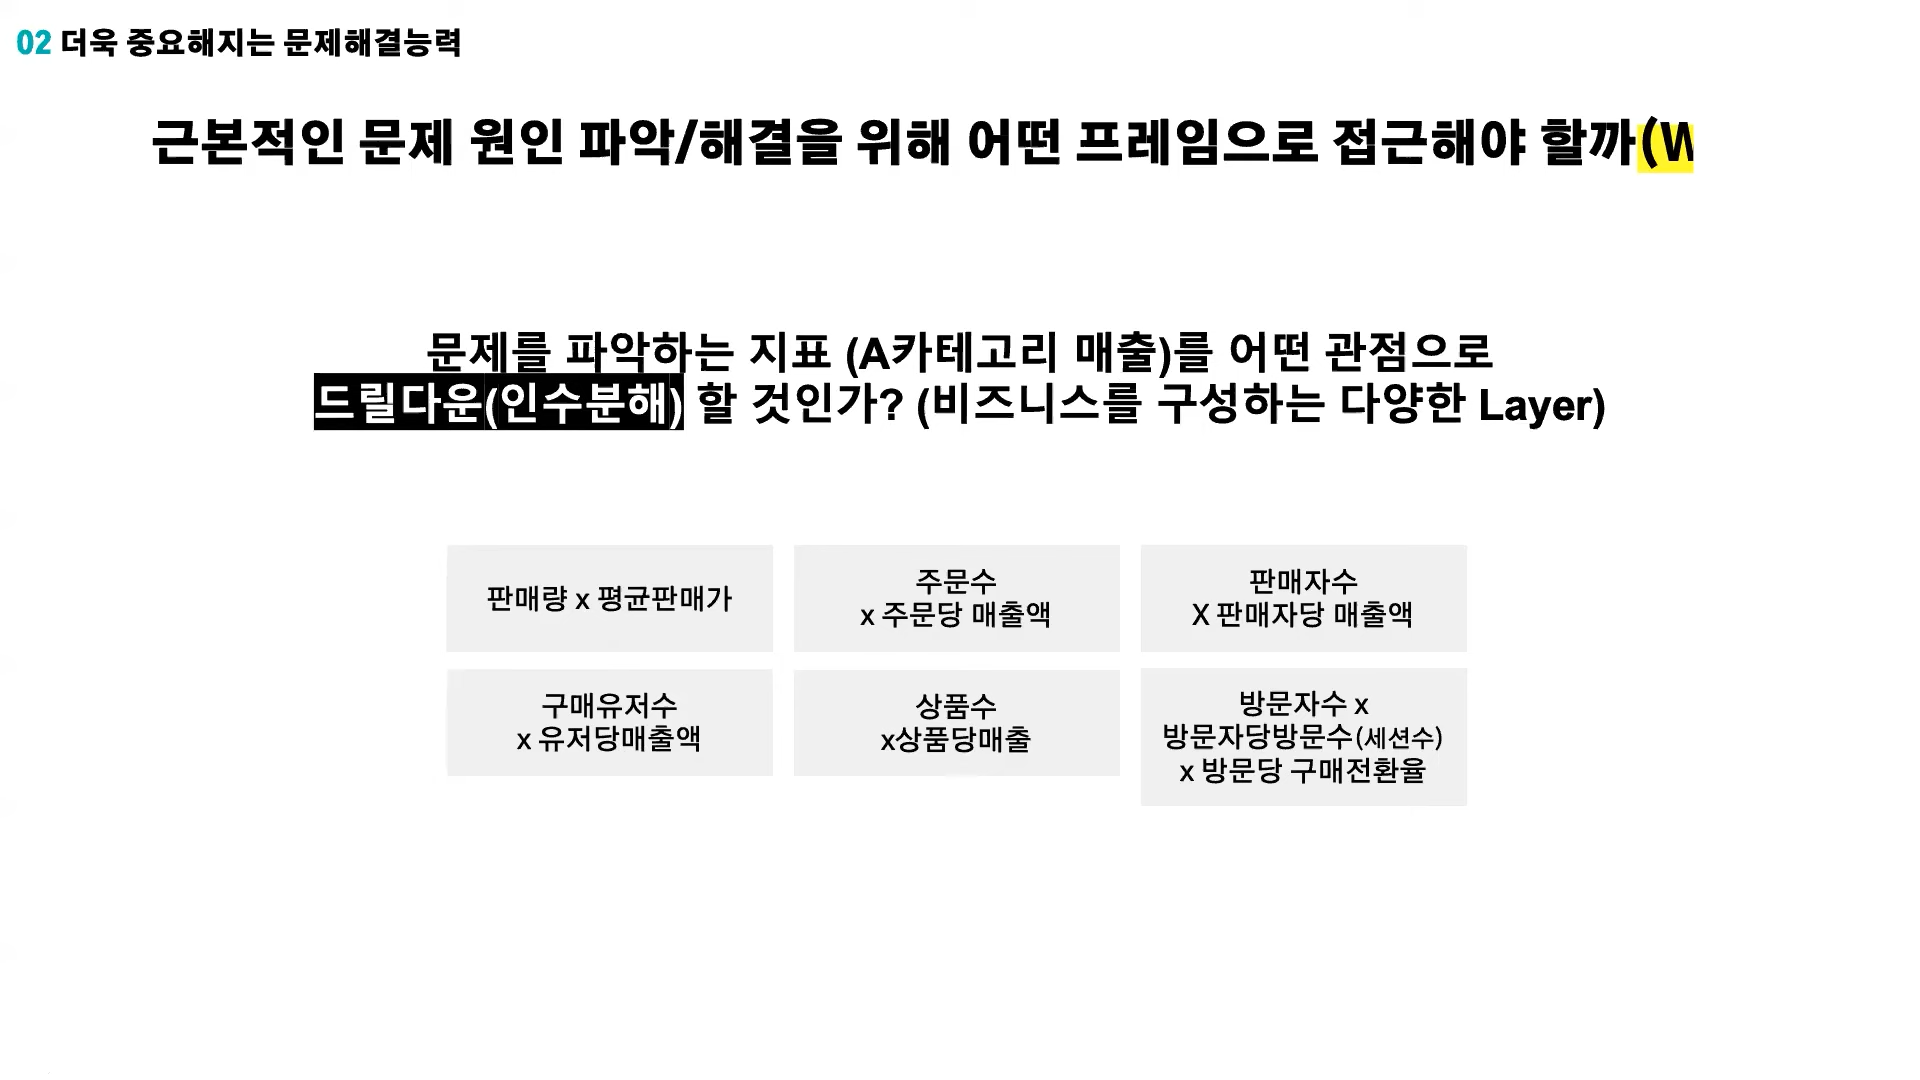 02 더욱 중요해지는 문제해결능력
근본적인 문제 원인 파악/해결을 위해 어떤 프레임으로 접근해야 할까(W
문제를 파악하는 지표 (A카테고리 매출)를 어떤 관점으로
드릴다운(인수분해) 할 것인가? (비즈니스를 구성하는 다양한 Layer)
판매량 x 평균판매가
주문수
x 주문당 매출액
판매자수
X 판매자당 매출액
구매유저수
x 유저당매출액
상품수
x상품당매출
방문자수 x
방문자당방문수(세션수)
x 방문당 구매전환율